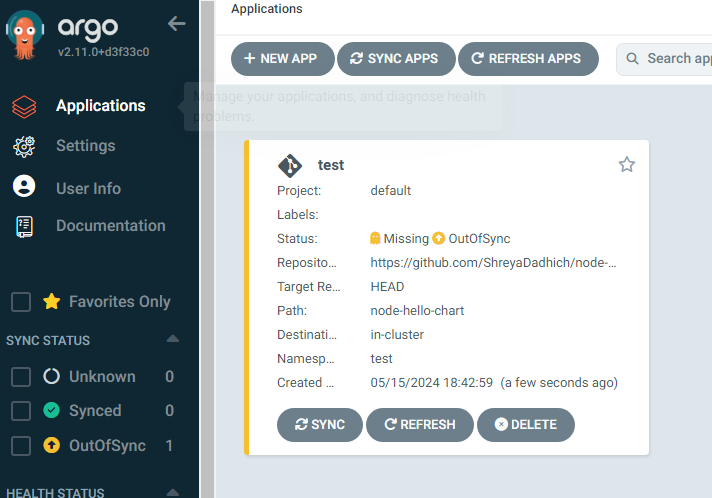 argo
v2.11.0+d3f33c0
Applications
Settings
User Info
Documentation
Favorites Only
SYNC STATUS
Unknown 0
Synced 0
OutOfSync 1
HEALTH STATUS
Applications
NEW APP
SYNC APPS
REFRESH APPS
Search app
Manage your applications, and diagnose health
problems.
test
Project: default
Labels:
Status: Missing OutOfSync
Reposito... https://github.com/ShreyaDadhich/node-...
Target Re... HEAD
Path: node-hello-chart
Destinati... in-cluster
Namesp... test
Created ... 05/15/2024 18:42:59 (a few seconds ago)
SYNC
REFRESH
DELETE